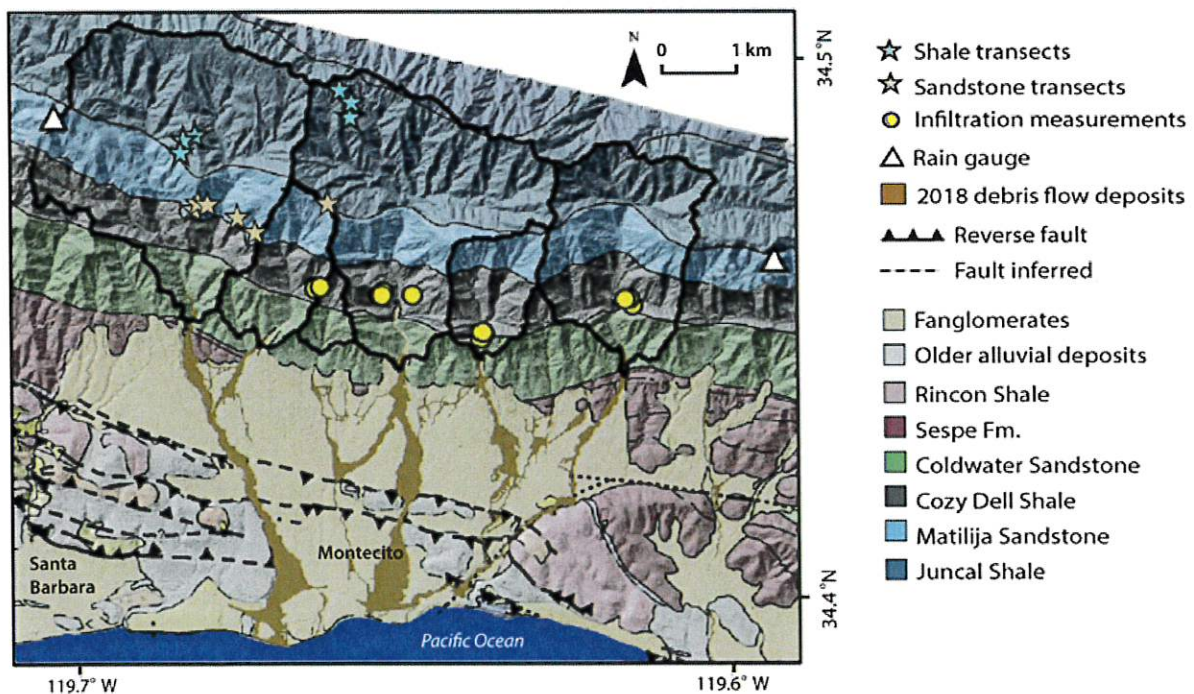 N
0 1 km
34.5°N
34.4°N
119.7° W
119.6° W
Santa
Barbara
Montecito
Pacific Ocean
Shale transects
Sandstone transects
Infiltration measurements
Rain gauge
2018 debris flow deposits
Reverse fault
Fault inferred
Fanglomerates
Older alluvial deposits
Rincon Shale
Sespe Fm.
Coldwater Sandstone
Cozy Dell Shale
Matilija Sandstone
Juncal Shale